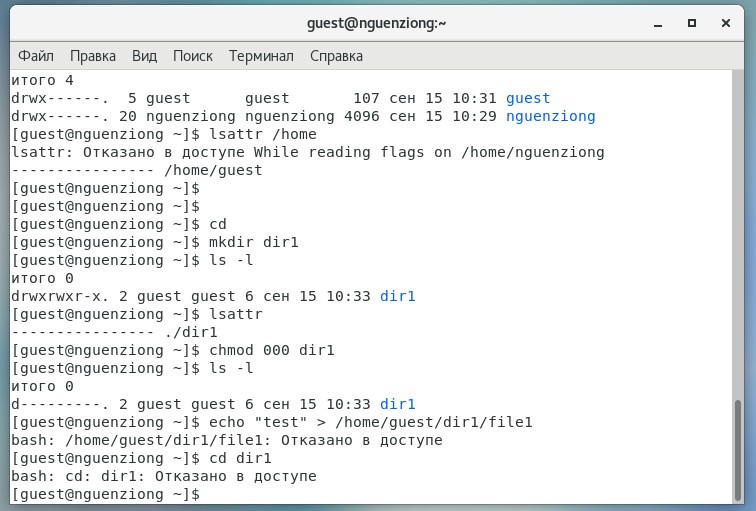 guest@nguenziong:~
Файл Правка Вид Поиск Терминал Справка
итого 4
drwx------.  5 guest      guest       107 сен 15 10:31 guest
drwx------. 20 nguenziong nguenziong 4096 сен 15 10:29 nguenziong
[guest@nguenziong ~]$ lsattr /home
lsattr: Отказано в доступе While reading flags on /home/nguenziong
---------------- /home/guest
[guest@nguenziong ~]$
[guest@nguenziong ~]$
[guest@nguenziong ~]$ cd
[guest@nguenziong ~]$ mkdir dir1
[guest@nguenziong ~]$ ls -l
итого 0
drwxrwxr-x. 2 guest guest 6 сен 15 10:33 dir1
[guest@nguenziong ~]$ lsattr
---------------- ./dir1
[guest@nguenziong ~]$ chmod 000 dir1
[guest@nguenziong ~]$ ls -l
итого 0
d---------. 2 guest guest 6 сен 15 10:33 dir1
[guest@nguenziong ~]$ echo "test" > /home/guest/dir1/file1
bash: /home/guest/dir1/file1: Отказано в доступе
[guest@nguenziong ~]$ cd dir1
bash: cd: dir1: Отказано в доступе
[guest@nguenziong ~]$